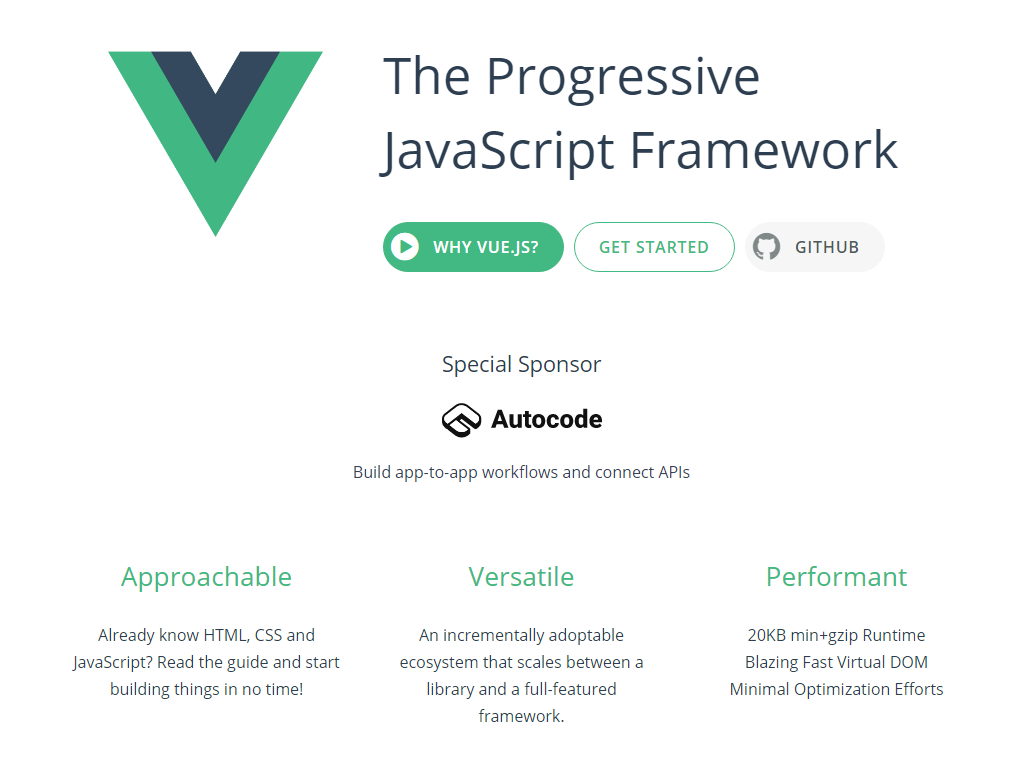 The Progressive
JavaScript Framework
WHY VUE.JS?
GET STARTED
GITHUB
Special Sponsor
Autocode
Build app-to-app workflows and connect APIs
Approachable
Already know HTML, CSS and
JavaScript? Read the guide and start
building things in no time!
Versatile
An incrementally adoptable
ecosystem that scales between a
library and a full-featured
framework.
Performant
20KB min+gzip Runtime
Blazing Fast Virtual DOM
Minimal Optimization Efforts